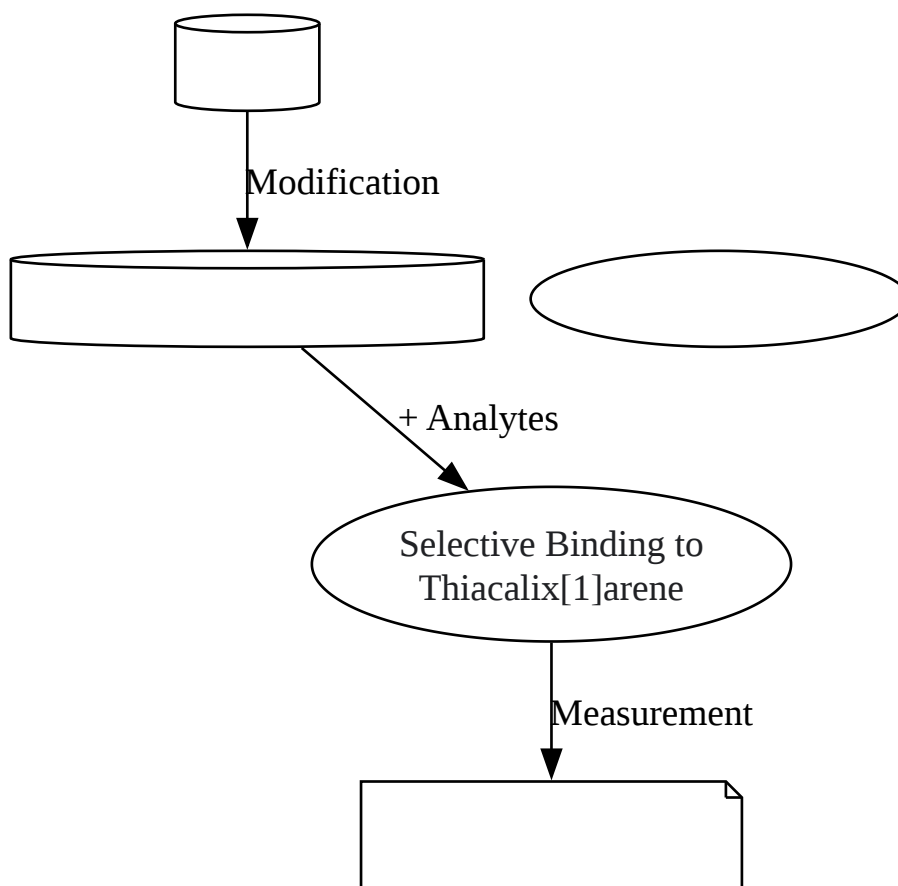 Modification
+ Analytes
Selective Binding to
Thiacalix[1]arene
Measurement